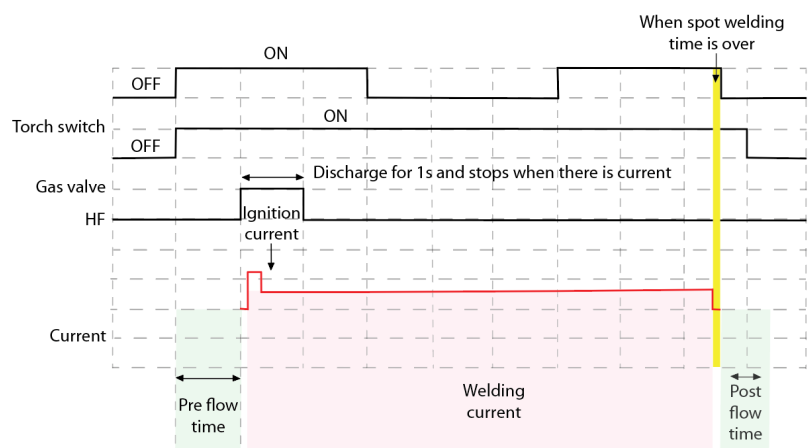 When spot welding
time is over
ON
OFF
Torch switch
ON
OFF
Gas valve
Discharge for 1s and stops when there is current
HF
Ignition
current
Current
Pre flow
time
Welding
current
Post
flow
time